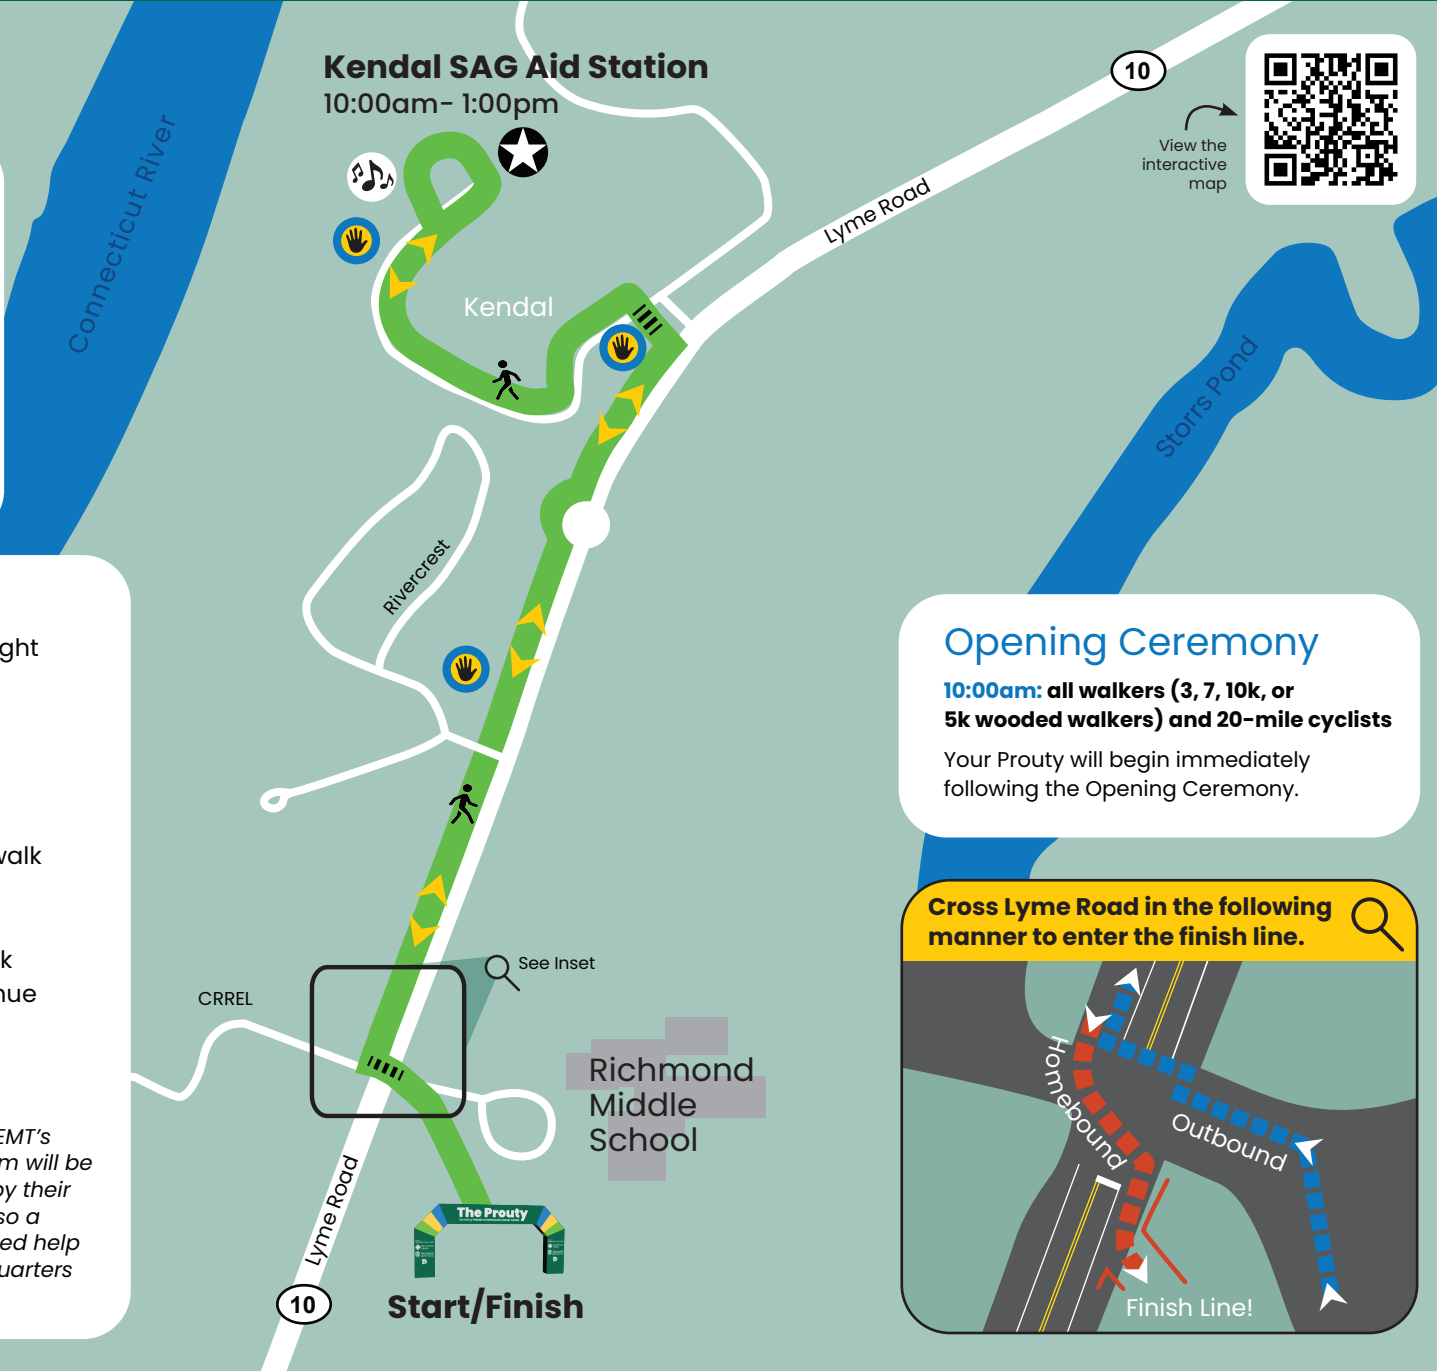 Kendal SAG Aid Station
10:00am- 1:00pm
10
View the
interactive
map
Connecticut River
Lyme Road
Kendal
Storrs Pond
Rivercrest
ght
walk
k
nue
EMT's
m will be
by their
so a
ed help
uarters
Opening Ceremony
10:00am: all walkers (3, 7, 10k, or
5k wooded walkers) and 20-mile cyclists
Your Prouty will begin immediately
following the Opening Ceremony.
Cross Lyme Road in the following
manner to enter the finish line.
Homebound
Outbound
Finish Line!
See Inset
CRREL
Richmond
Middle
School
Lyme Road
The Prouty
10
Start/Finish